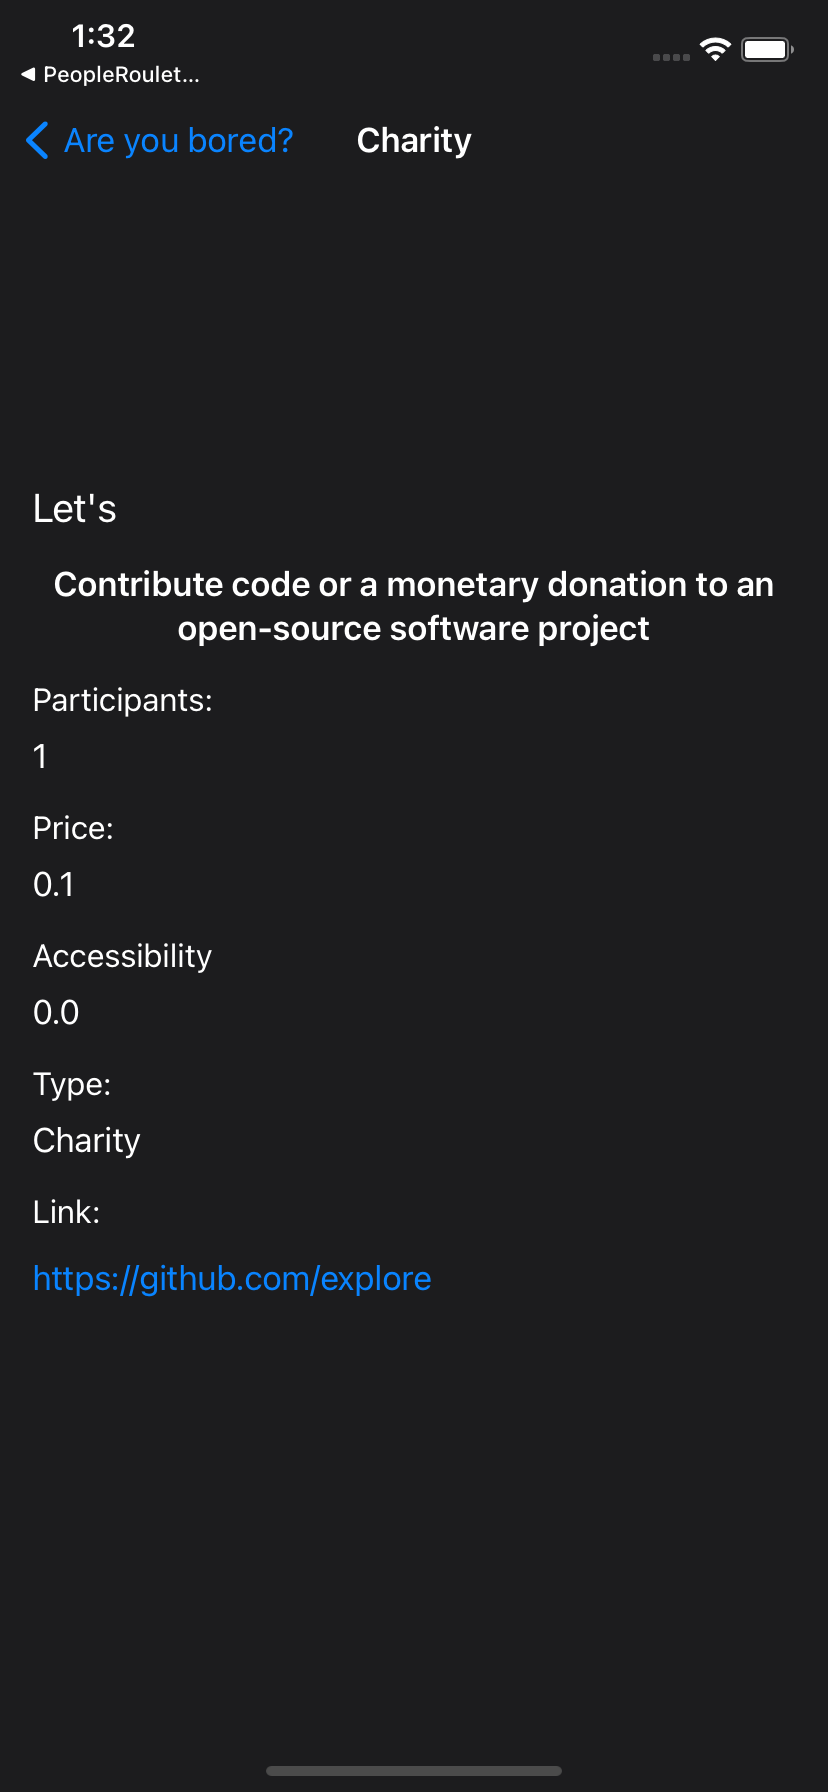 1:32
◀ PeopleRoulet...
Are you bored?
Charity
Let's
Contribute code or a monetary donation to an
open-source software project
Participants:
1
Price:
0.1
Accessibility
0.0
Type:
Charity
Link:
https://github.com/explore